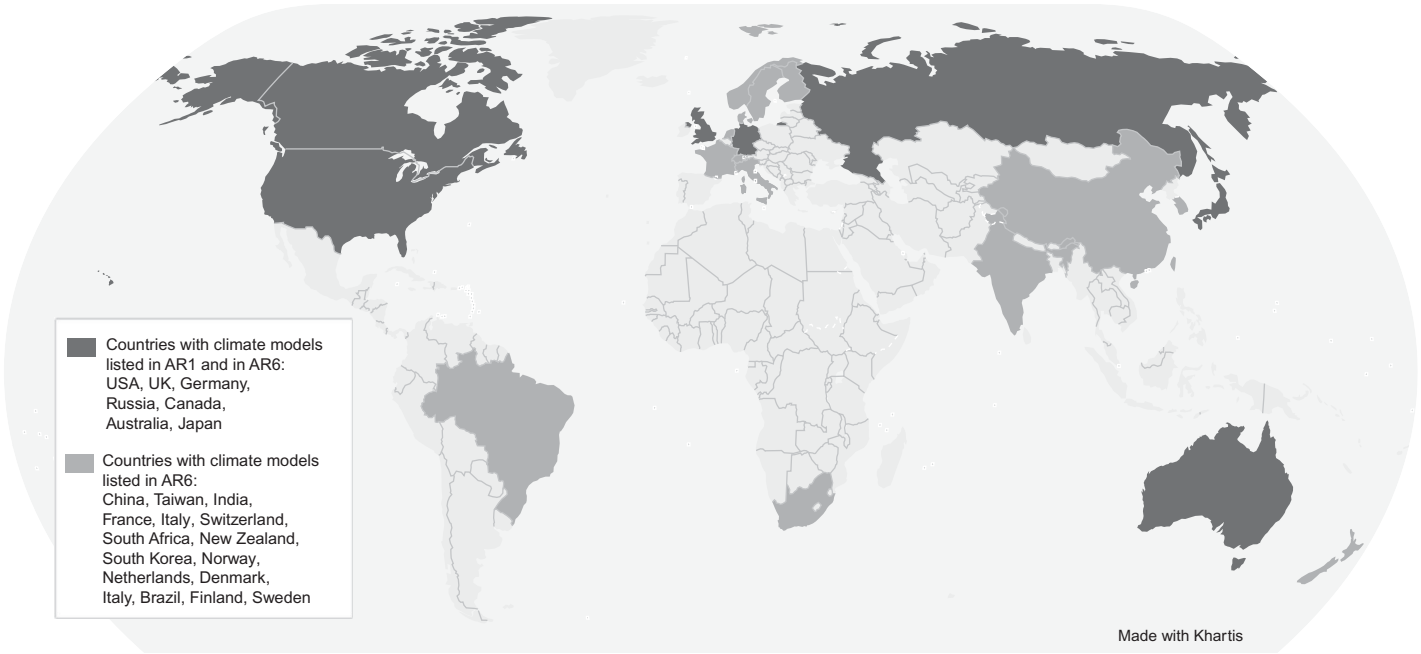 Countries with climate models
listed in AR1 and in AR6:
USA, UK, Germany,
Russia, Canada,
Australia, Japan
Countries with climate models
listed in AR6:
China, Taiwan, India,
France, Italy, Switzerland,
South Africa, New Zealand,
South Korea, Norway,
Netherlands, Denmark,
Italy, Brazil, Finland, Sweden
Made with Khartis